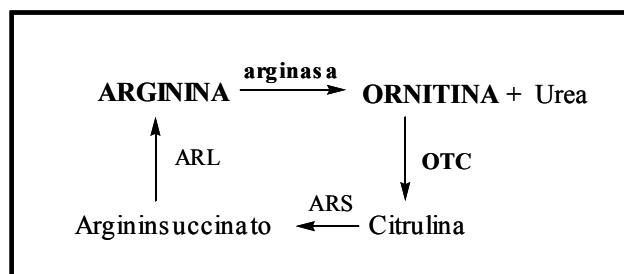 arginasa
ARGININA ORNITINA + Urea
ARL OTC
ARS
Argininsuccinato Citrulina